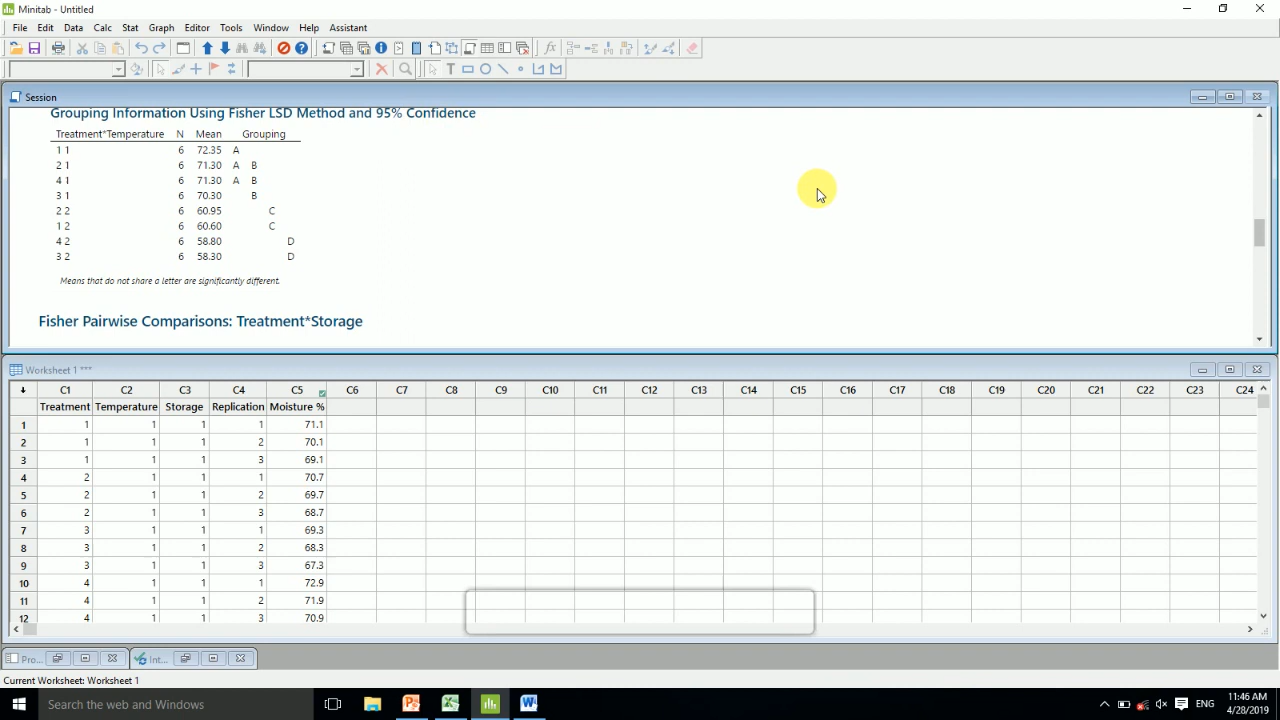 Minitab - Untitled
File Edit Data Calc Stat Graph Editor Tools Window Help Assistant
Session
Grouping Information Using Fisher LSD Method and 95% Confidence
Treatment*Temperature N Mean Grouping
1 1 6 72.35 A
2 1 6 71.30 A B
4 1 6 71.30 A B
3 1 6 70.30 B
2 2 6 60.95 C
1 2 6 60.60 C
4 2 6 58.80 D
3 2 6 58.30 D
Means that do not share a letter are significantly different.
Fisher Pairwise Comparisons: Treatment*Storage
Worksheet 1 ***
C1 C2 C3 C4 C5 C6 C7 C8 C9 C10 C11 C12 C13 C14 C15 C16 C17 C18 C19 C20 C21 C22 C23 C24
Treatment Temperature Storage Replication Moisture %
1 1 1 1 1 71.1
2 1 1 1 2 70.1
3 1 1 1 3 69.1
4 2 1 1 1 70.7
5 2 1 1 2 69.7
6 2 1 1 3 68.7
7 3 1 1 1 69.3
8 3 1 1 2 68.3
9 3 1 1 3 67.3
10 4 1 1 1 72.9
11 4 1 1 2 71.9
12 4 1 1 3 70.9
Pro... Int...
Current Worksheet: Worksheet 1
Search the web and Windows
ENG
11:46 AM
4/28/2019